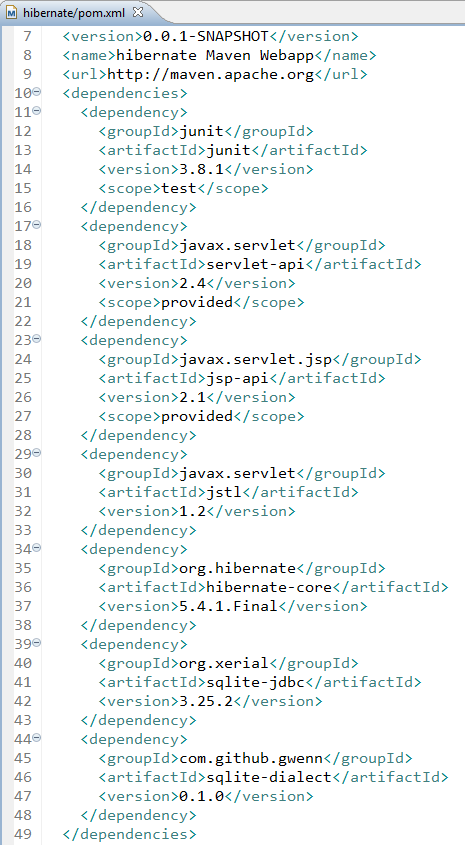 hibernate/pom.xml
7 <version>0.0.1-SNAPSHOT</version>
8 <name>hibernate Maven Webapp</name>
9 <url>http://maven.apache.org</url>
10 <dependencies>
11 <dependency>
12 <groupId>junit</groupId>
13 <artifactId>junit</artifactId>
14 <version>3.8.1</version>
15 <scope>test</scope>
16 </dependency>
17 <dependency>
18 <groupId>javax.servlet</groupId>
19 <artifactId>servlet-api</artifactId>
20 <version>2.4</version>
21 <scope>provided</scope>
22 </dependency>
23 <dependency>
24 <groupId>javax.servlet.jsp</groupId>
25 <artifactId>jsp-api</artifactId>
26 <version>2.1</version>
27 <scope>provided</scope>
28 </dependency>
29 <dependency>
30 <groupId>javax.servlet</groupId>
31 <artifactId>jstl</artifactId>
32 <version>1.2</version>
33 </dependency>
34 <dependency>
35 <groupId>org.hibernate</groupId>
36 <artifactId>hibernate-core</artifactId>
37 <version>5.4.1.Final</version>
38 </dependency>
39 <dependency>
40 <groupId>org.xerial</groupId>
41 <artifactId>sqlite-jdbc</artifactId>
42 <version>3.25.2</version>
43 </dependency>
44 <dependency>
45 <groupId>com.github.gwenn</groupId>
46 <artifactId>sqlite-dialect</artifactId>
47 <version>0.1.0</version>
48 </dependency>
49 </dependencies>